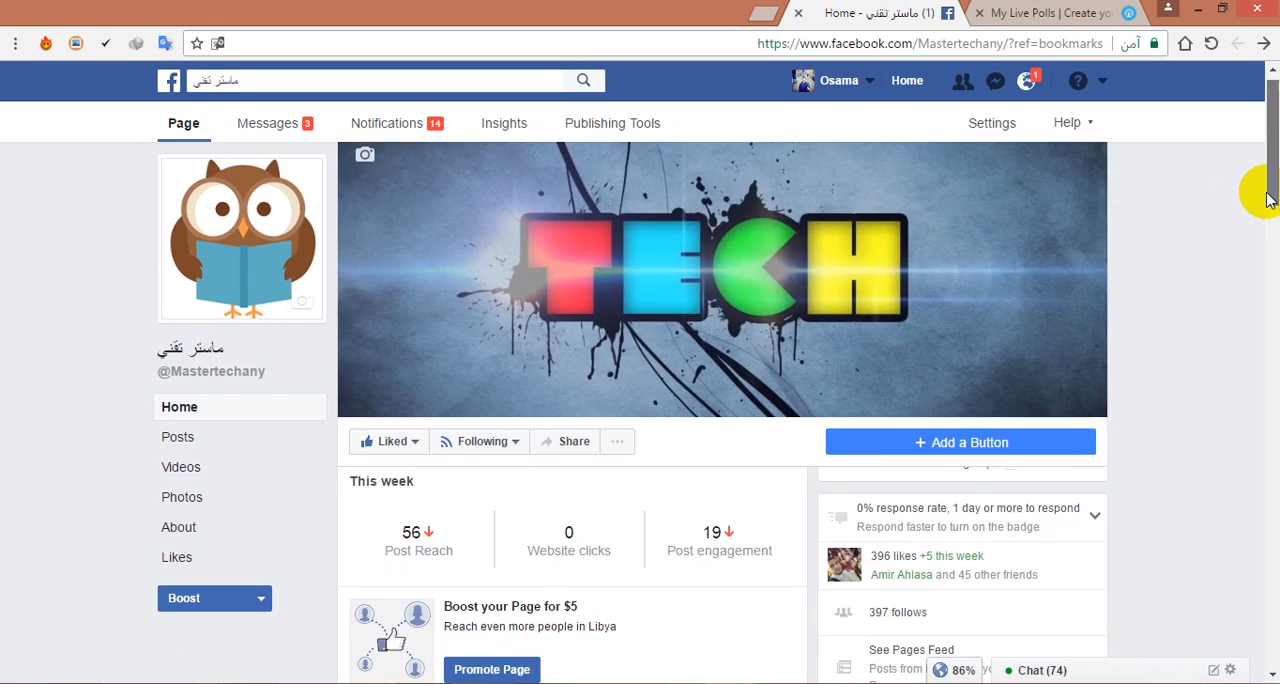 Home - ماستر تقني (1)
My Live Polls | Create yo
https://www.facebook.com/Mastertechany/?ref=bookmarks
آمن
ماستر تقني
Osama
Home
1
Page
Messages 3
Notifications 14
Insights
Publishing Tools
Settings
Help
TECH
ماستر تقني
@Mastertechany
Home
Posts
Videos
Photos
About
Likes
Boost
Liked
Following
Share
+ Add a Button
This week
56
Post Reach
0
Website clicks
19
Post engagement
Boost your Page for $5
Reach even more people in Libya
Promote Page
0% response rate, 1 day or more to respond
Respond faster to turn on the badge
396 likes +5 this week
Amir Ahlasa and 45 other friends
397 follows
See Pages Feed
Posts from
86%
Chat (74)